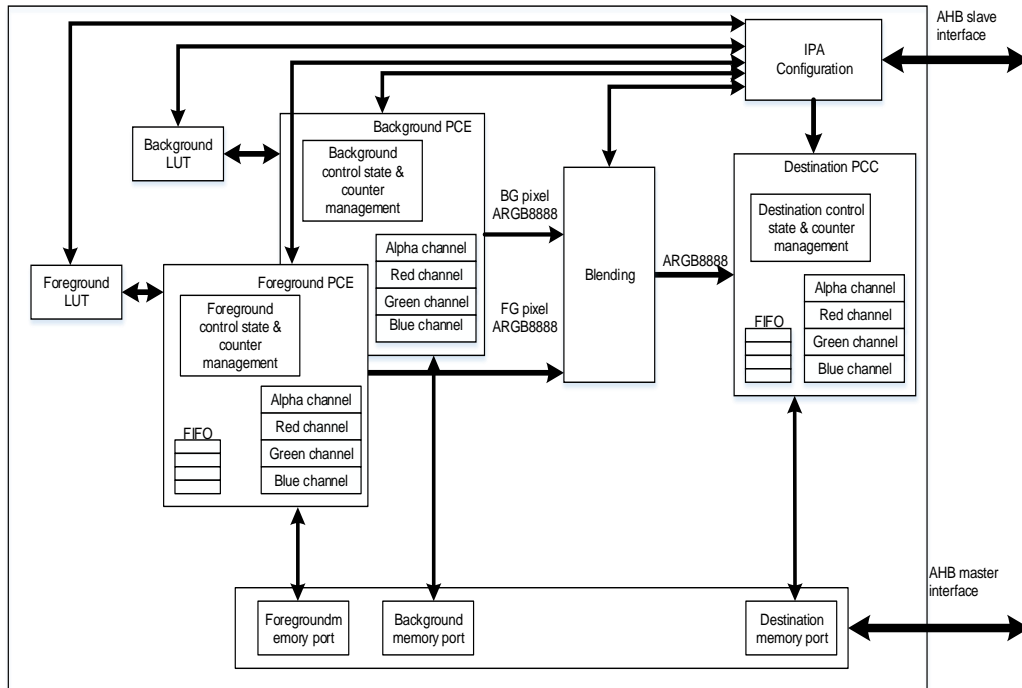 AHB slave
interface
IPA
Configuration
Background PCE
Background
LUT
Background
control state &
counter
management
Destination PCC
BG pixel
ARGB8888
Destination control
state & counter
management
Alpha channel
Red channel
Green channel
Blue channel
Blending
ARGB8888
Foreground PCE
Foreground
LUT
Foreground
control state &
counter
management
FG pixel
ARGB8888
FIFO
Alpha channel
Red channel
Green channel
Blue channel
Alpha channel
Red channel
Green channel
Blue channel
FIFO
AHB master
interface
Foregroundm
emory port
Background
memory port
Destination
memory port